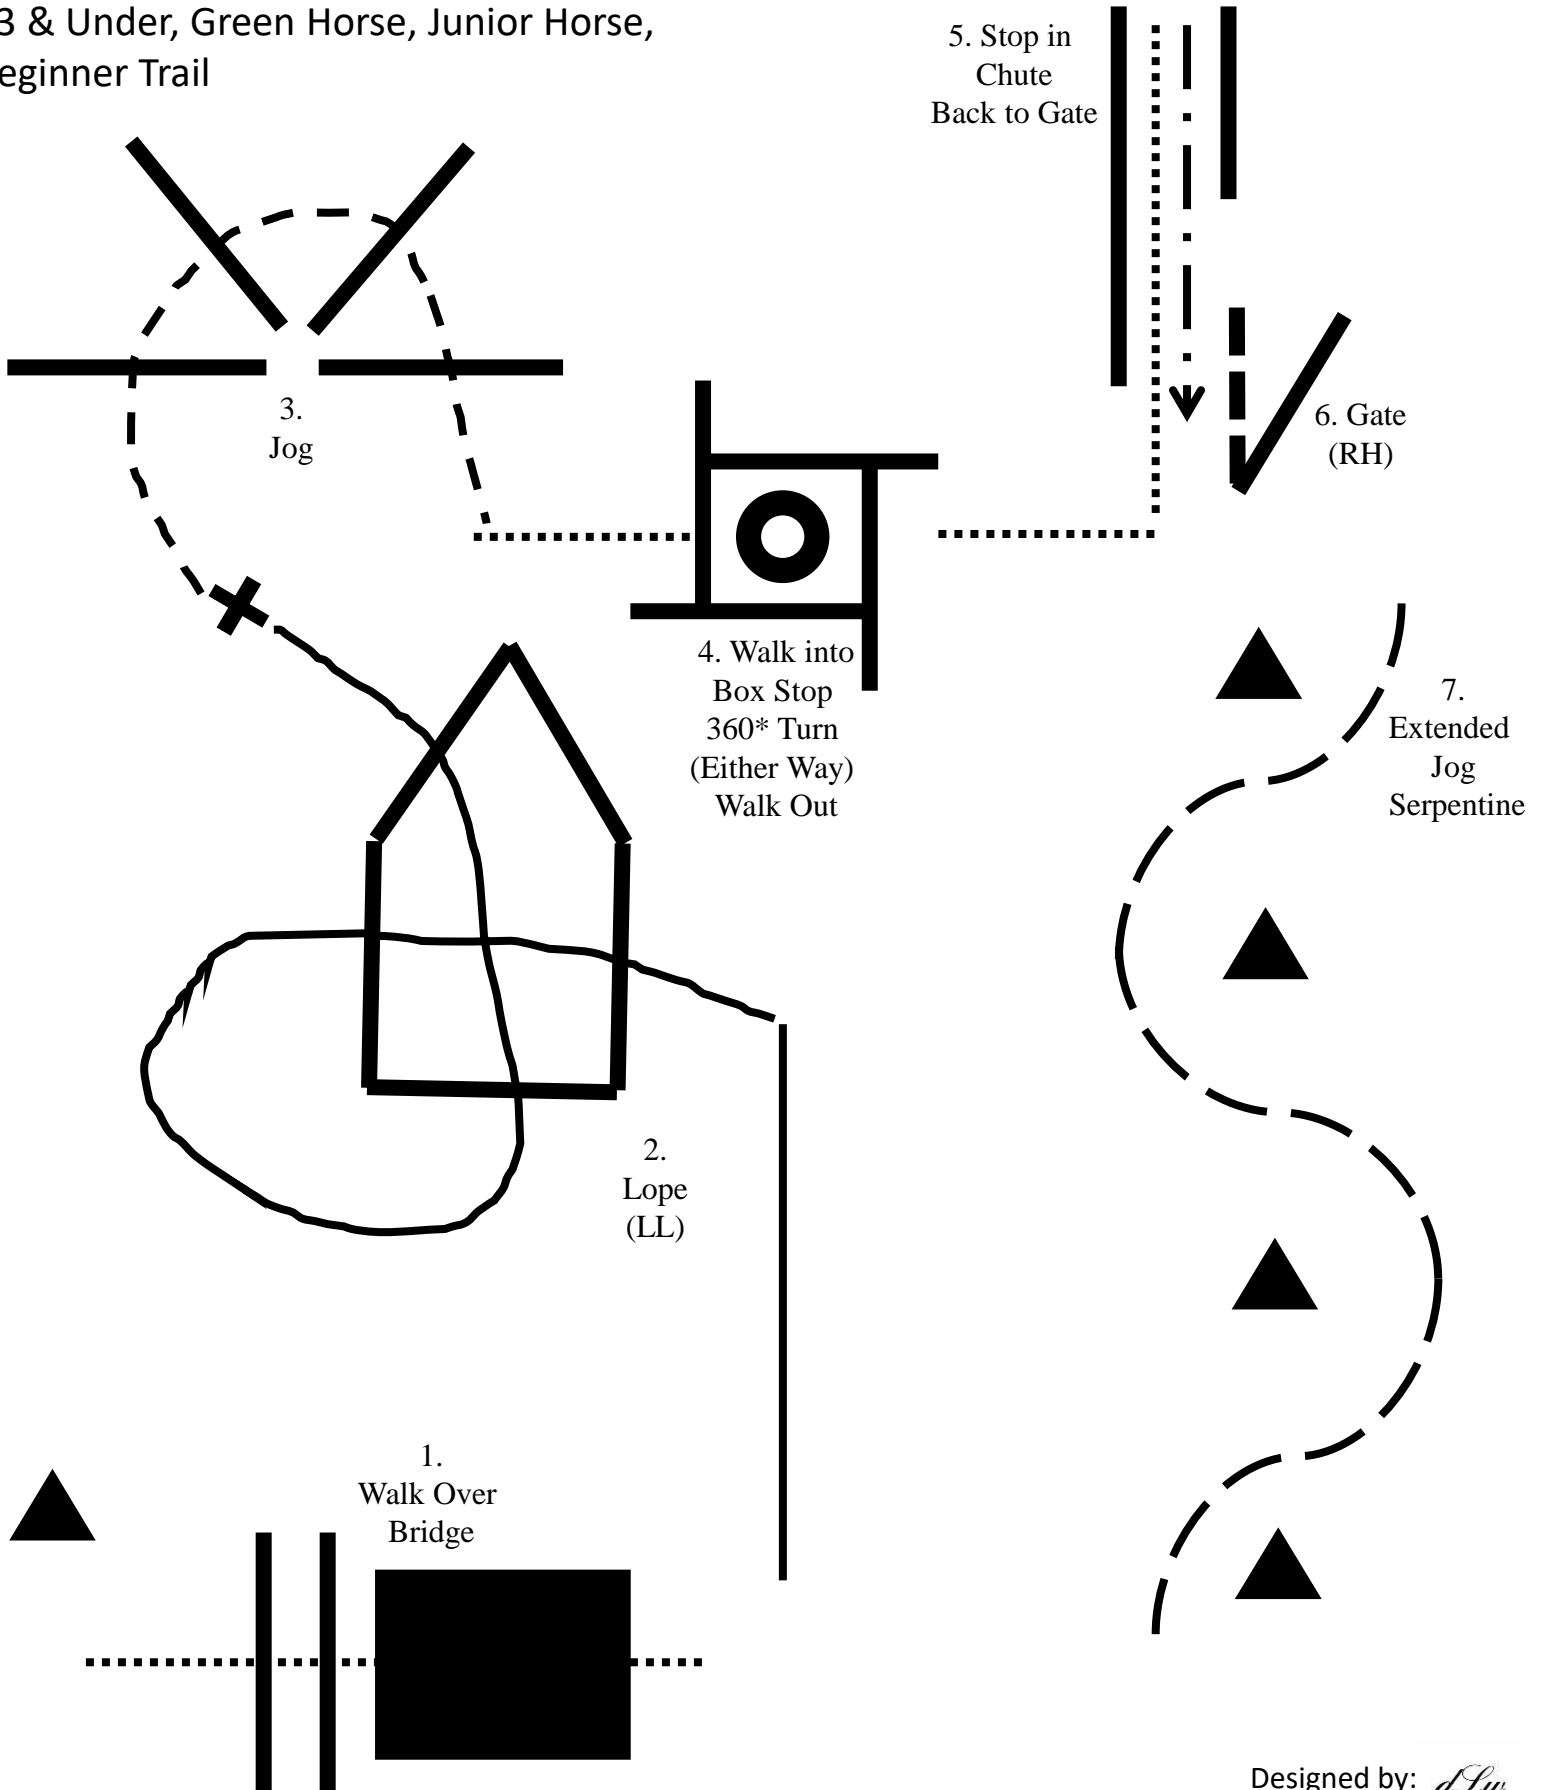 3 & Under, Green Horse, Junior Horse,
eginner Trail
5. Stop in
Chute
Back to Gate
3.
Jog
6. Gate
(RH)
4. Walk into
Box Stop
360* Turn
(Either Way)
Walk Out
7.
Extended
Jog
Serpentine
2.
Lope
(LL)
1.
Walk Over
Bridge
Designed by: